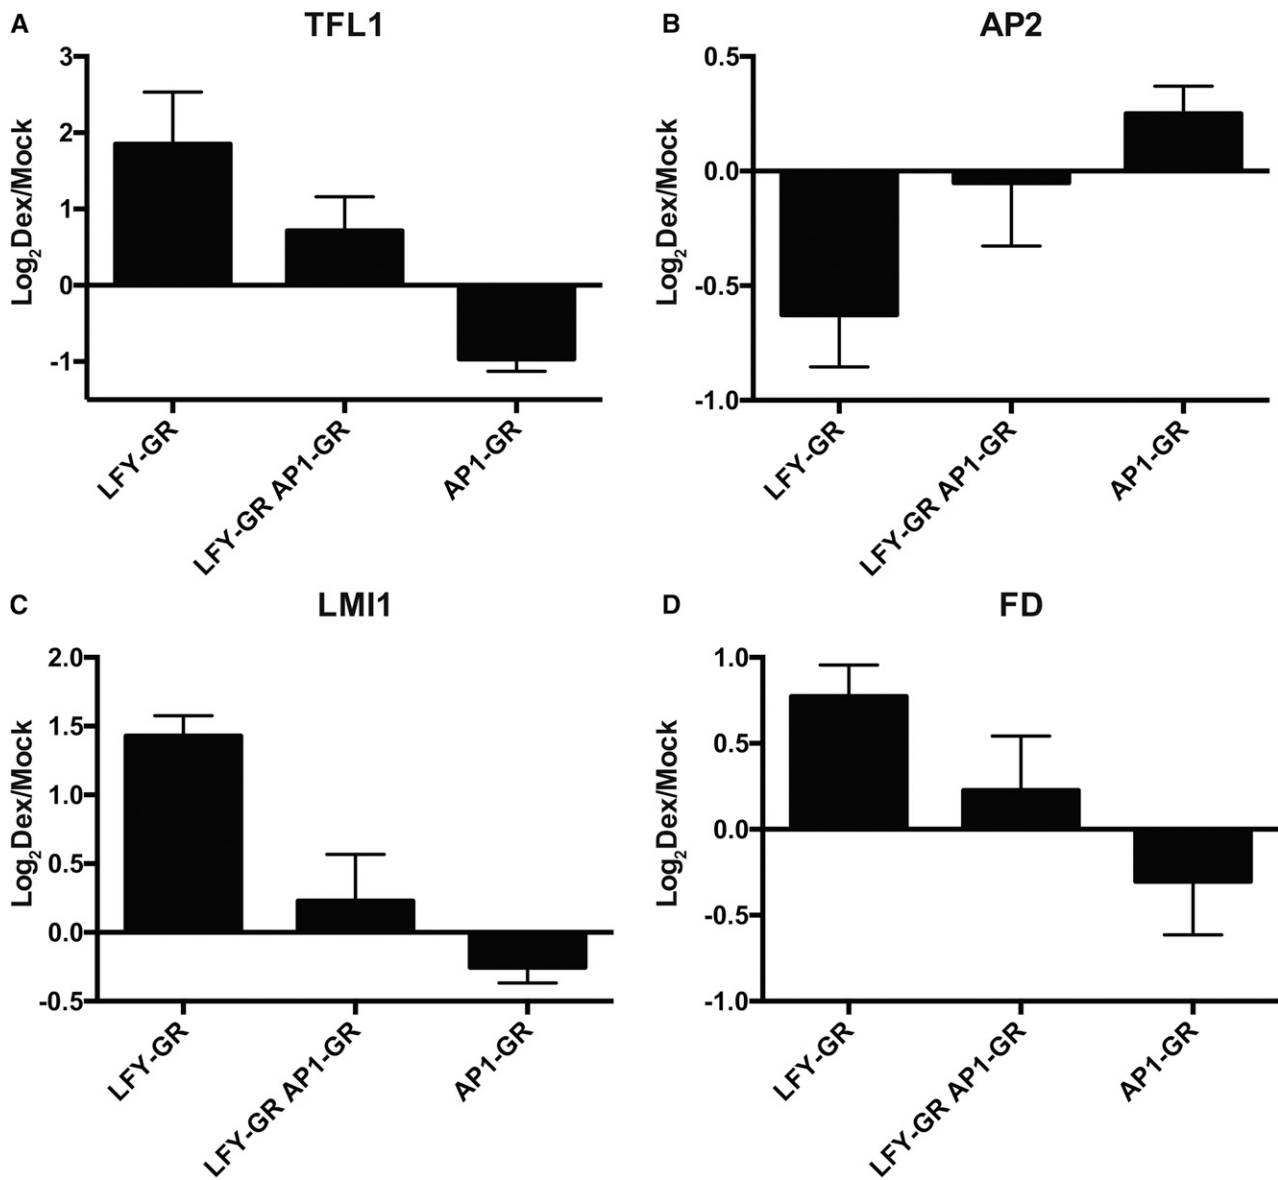 A
TFL1
Log2Dex/Mock
3
2
1
0
-1
LFY-GR
LFY-GR AP1-GR
AP1-GR
B
AP2
Log2Dex/Mock
0.5
0.0
-0.5
-1.0
LFY-GR
LFY-GR AP1-GR
AP1-GR
C
LMI1
Log2Dex/Mock
2.0
1.5
1.0
0.5
0.0
-0.5
LFY-GR
LFY-GR AP1-GR
AP1-GR
D
FD
Log2Dex/Mock
1.0
0.5
0.0
-0.5
-1.0
LFY-GR
LFY-GR AP1-GR
AP1-GR